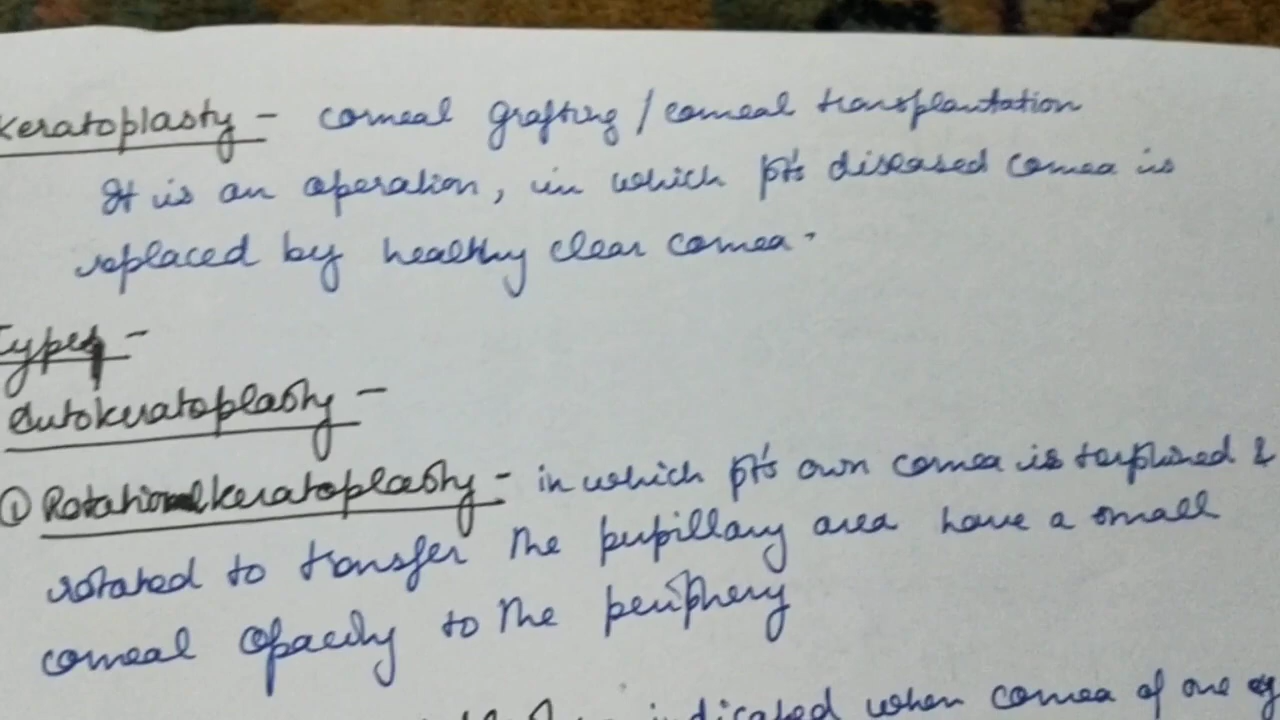 Keratoplasty - corneal grafting / corneal transplantation
It is an operation, in which pt's diseased cornea is
replaced by healthy clear cornea.
Types -
Autokeratoplasty -
① Rotational keratoplasty - in which pt's own cornea is &
rotated to transfer the pupillary area have a small
corneal opacity to the periphery
indicated when cornea of one